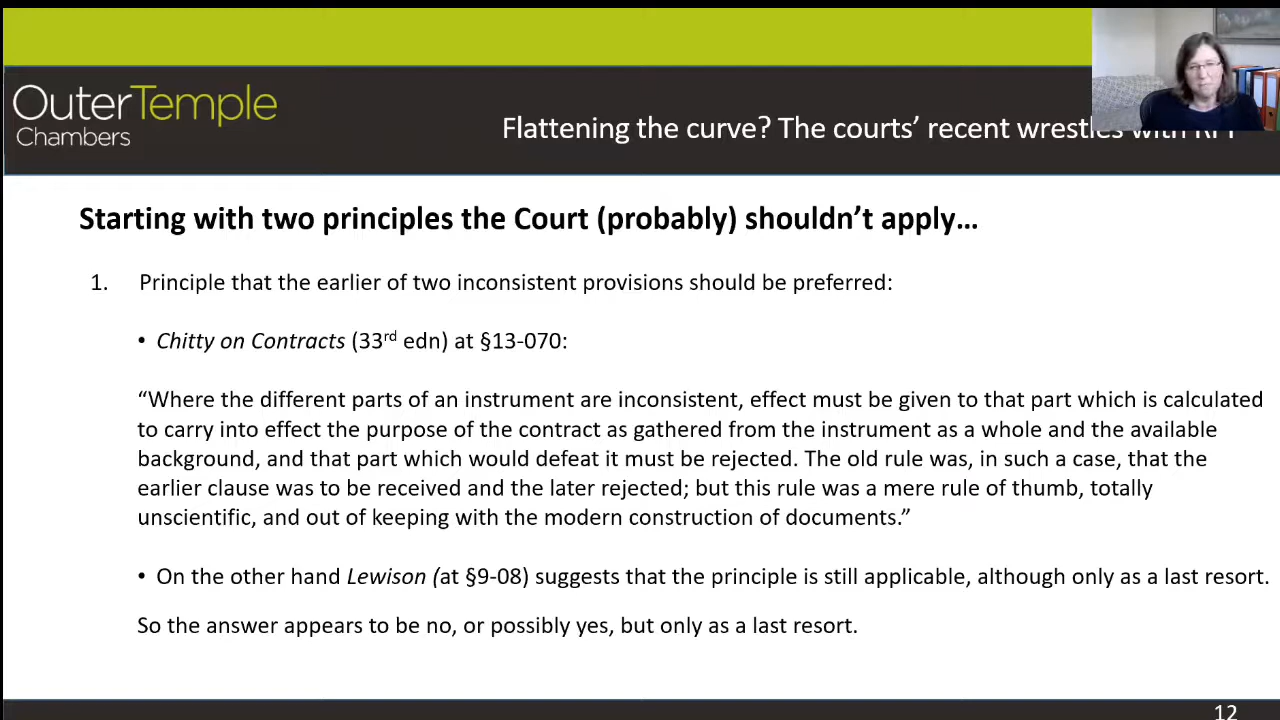 OuterTemple
Chambers
Flattening the curve? The courts’ recent wrestles with
Starting with two principles the Court (probably) shouldn’t apply…
1. Principle that the earlier of two inconsistent provisions should be preferred:
• Chitty on Contracts (33rd edn) at §13-070:
“Where the different parts of an instrument are inconsistent, effect must be given to that part which is calculated
to carry into effect the purpose of the contract as gathered from the instrument as a whole and the available
background, and that part which would defeat it must be rejected. The old rule was, in such a case, that the
earlier clause was to be received and the later rejected; but this rule was a mere rule of thumb, totally
unscientific, and out of keeping with the modern construction of documents.”
• On the other hand Lewison (at §9-08) suggests that the principle is still applicable, although only as a last resort.
So the answer appears to be no, or possibly yes, but only as a last resort.
12